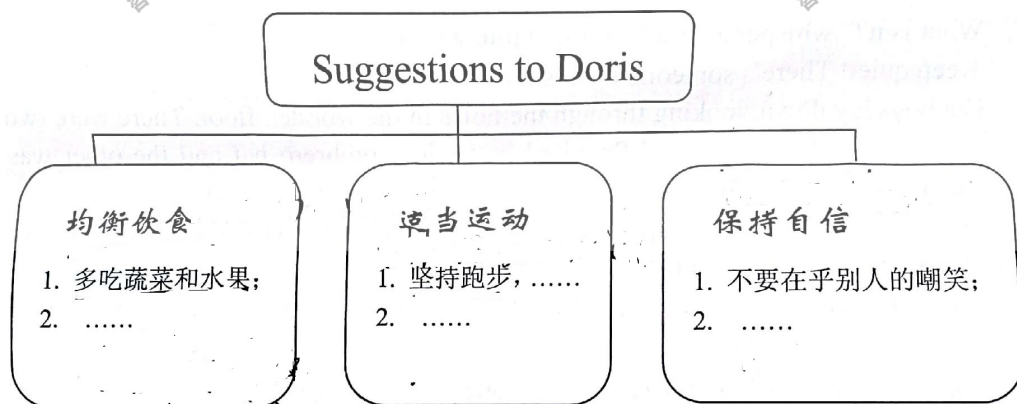 Suggestions to Doris
均衡饮食
1. 多吃蔬菜和水果;
2. ……
适当运动
1. 坚持跑步, ……
2. ……
保持自信
1. 不要在乎别人的嘲笑;
2. ……